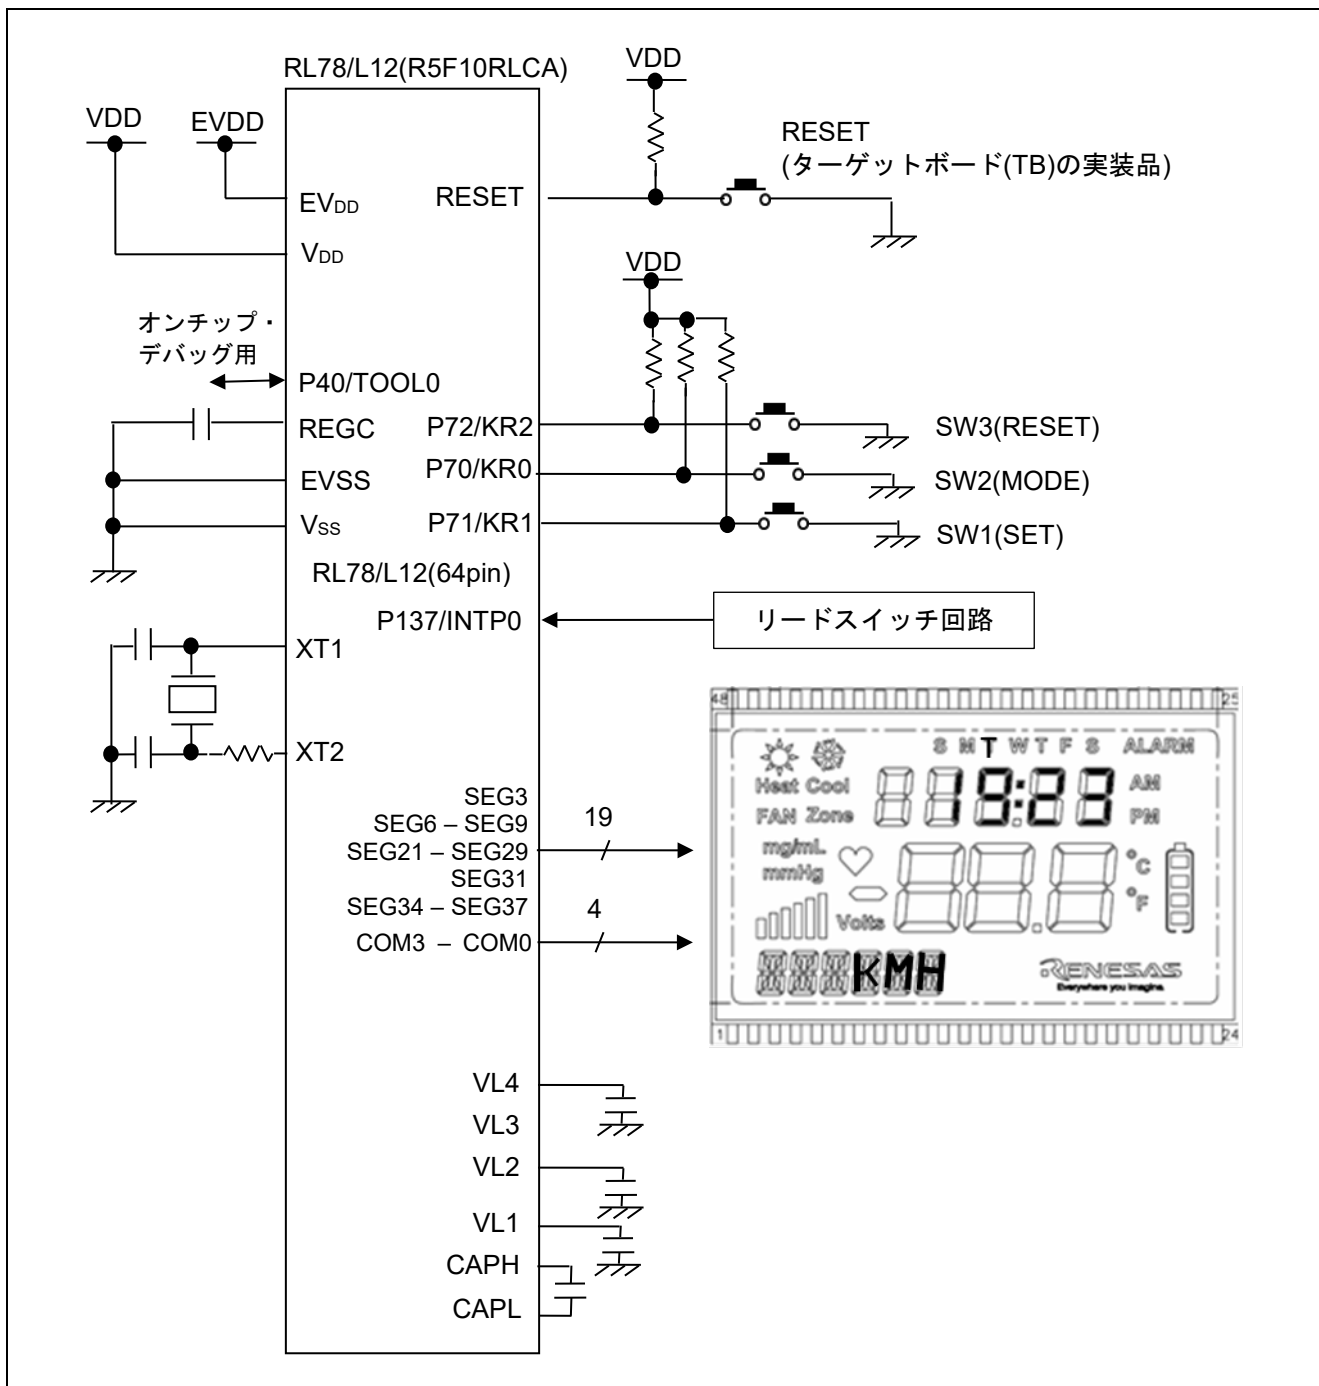 RL78/L12(R5F10RLCA)
VDD
EVDD
VDD
RESET
(ターゲットボード(TB)の実装品)
EVDD
VDD
RESET
VDD
オンチップ・
デバッグ用
P40/TOOL0
REGC
EVSS
VSS
P72/KR2
P70/KR0
P71/KR1
SW3(RESET)
SW2(MODE)
SW1(SET)
RL78/L12(64pin)
P137/INTP0
リードスイッチ回路
XT1
XT2
SEG3
SEG6 – SEG9
SEG21 – SEG29
SEG31
SEG34 – SEG37
COM3 – COM0
19
4
48
25
S M T W T F S ALARM
Heat Cool
FAN Zone
19:23
AM
PM
mg/mL
mmHg
°C
°F
Volts
KMH
RENESAS
Everywhere you imagine.
1
24
VL4
VL3
VL2
VL1
CAPH
CAPL